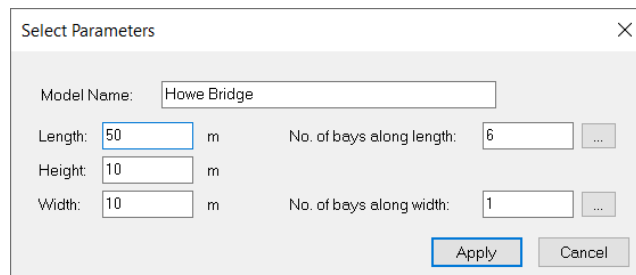 Select Parameters
Model Name: Howe Bridge
Length: 50 m No. of bays along length: 6 ...
Height: 10 m
Width: 10 m No. of bays along width: 1 ...
Apply Cancel